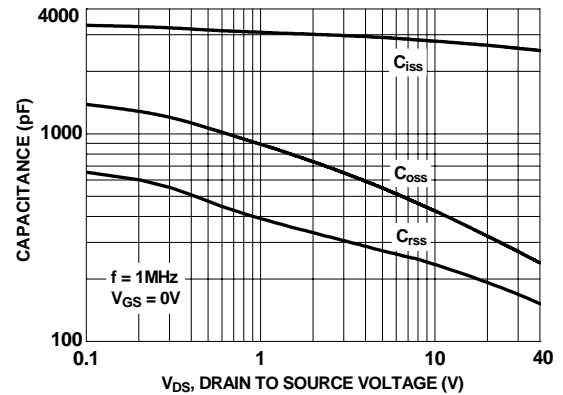 4000
1000
100
CAPACITANCE (pF)
Ciss
Coss
Crss
f = 1MHz
VGS = 0V
0.1
1
10
40
VDS, DRAIN TO SOURCE VOLTAGE (V)